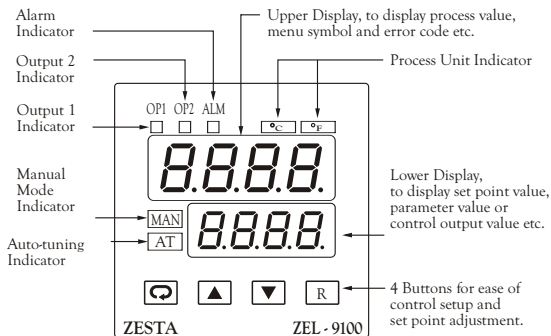 Alarm
Indicator
Output 2
Indicator
Output 1
Indicator
Manual
Mode
Indicator
Auto-tuning
Indicator
Upper Display, to display process value,
menu symbol and error code etc.
Process Unit Indicator
OP1 OP2 ALM
°C °F
8.8.8.8.
MAN
AT
8.8.8.8.
Lower Display,
to display set point value,
parameter value or
control output value etc.
R
4 Buttons for ease of
control setup and
set point adjustment.
ZESTA ZEL - 9100